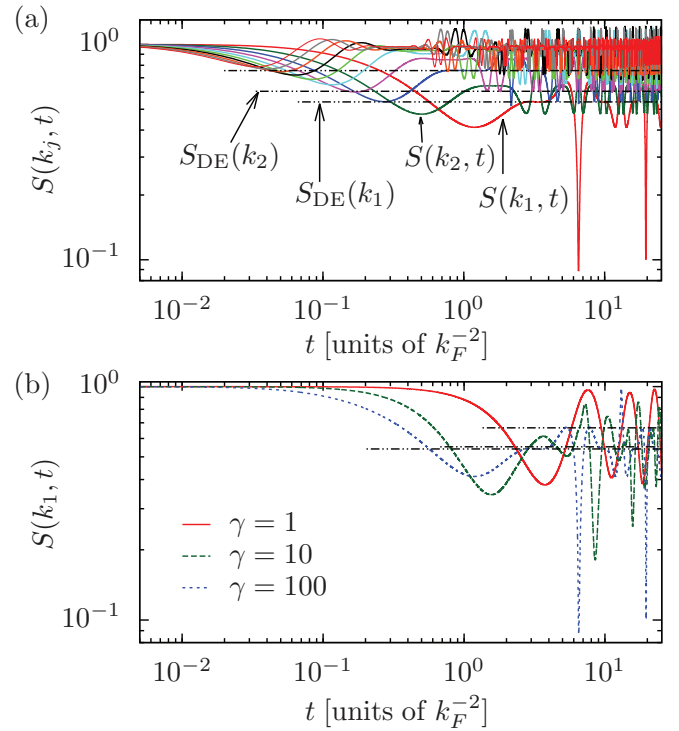 (a)
10^0
10^{-1}
S(k_j, t)
S_DE(k_2)
S_DE(k_1)
S(k_2, t)
S(k_1, t)
10^{-2} 10^{-1} 10^0 10^1
t [units of k_F^{-2}]
(b)
10^0
10^{-1}
S(k_1, t)
γ = 1
γ = 10
γ = 100
10^{-2} 10^{-1} 10^0 10^1
t [units of k_F^{-2}]